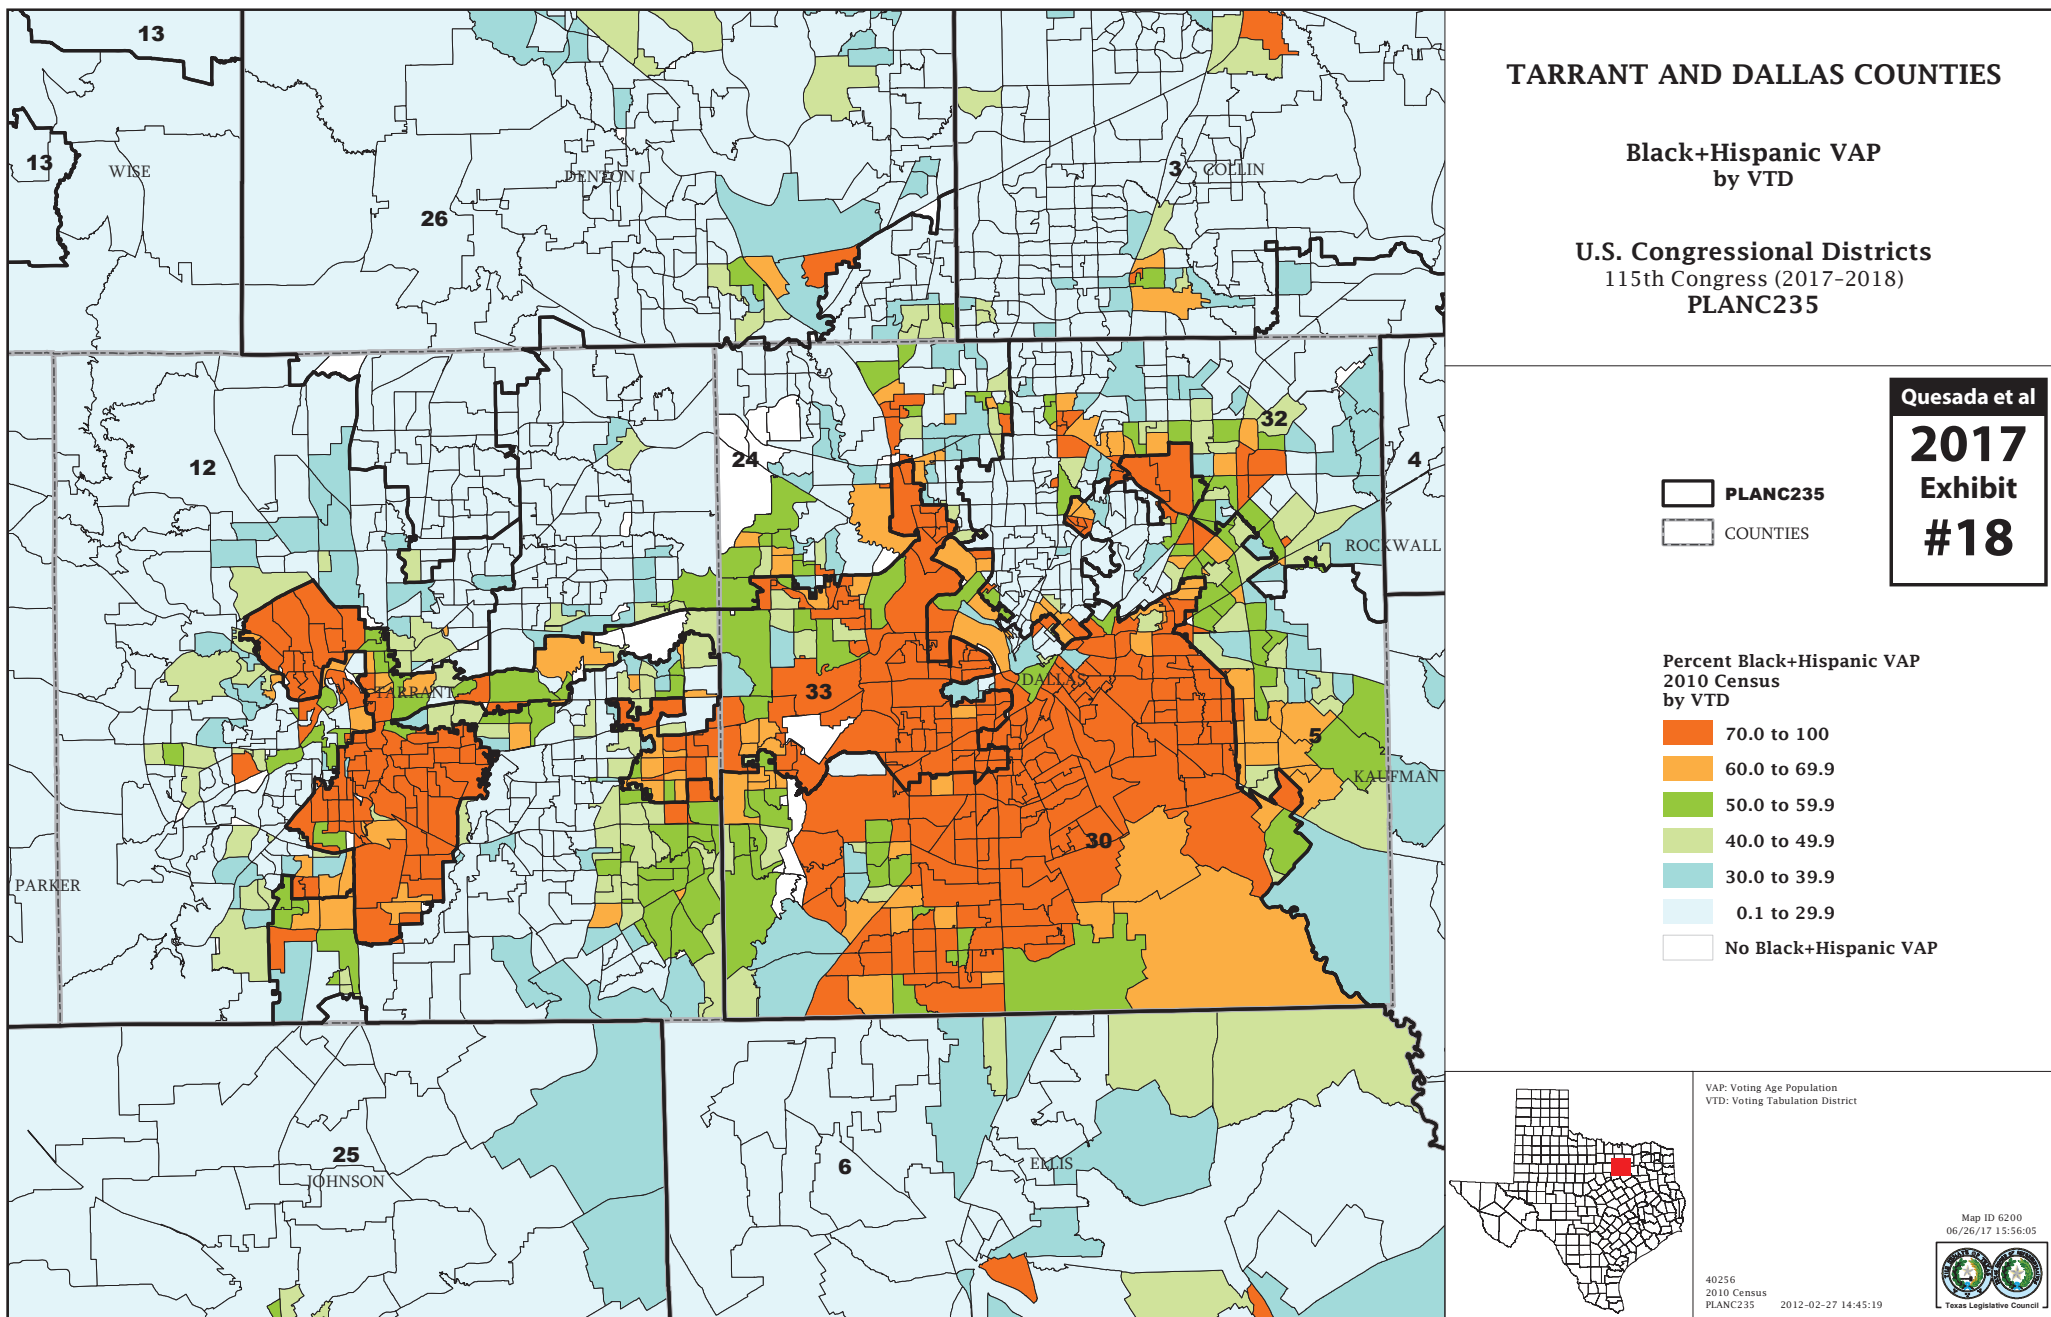 13
13
WISE
DENTON
26
3
COLLIN
12
24
32
4
ROCKWALL
TARRANT
33
DALLAS
5
KAUFMAN
30
PARKER
25
JOHNSON
6
ELLIS
TARRANT AND DALLAS COUNTIES
Black+Hispanic VAP
by VTD
U.S. Congressional Districts
115th Congress (2017-2018)
PLANC235
Quesada et al
2017
Exhibit
#18
PLANC235
COUNTIES
Percent Black+Hispanic VAP
2010 Census
by VTD
70.0 to 100
60.0 to 69.9
50.0 to 59.9
40.0 to 49.9
30.0 to 39.9
0.1 to 29.9
No Black+Hispanic VAP
VAP: Voting Age Population
VTD: Voting Tabulation District
Map ID 6200
06/26/17 15:56:05
40256
2010 Census
PLANC235 2012-02-27 14:45:19
Texas Legislative Council